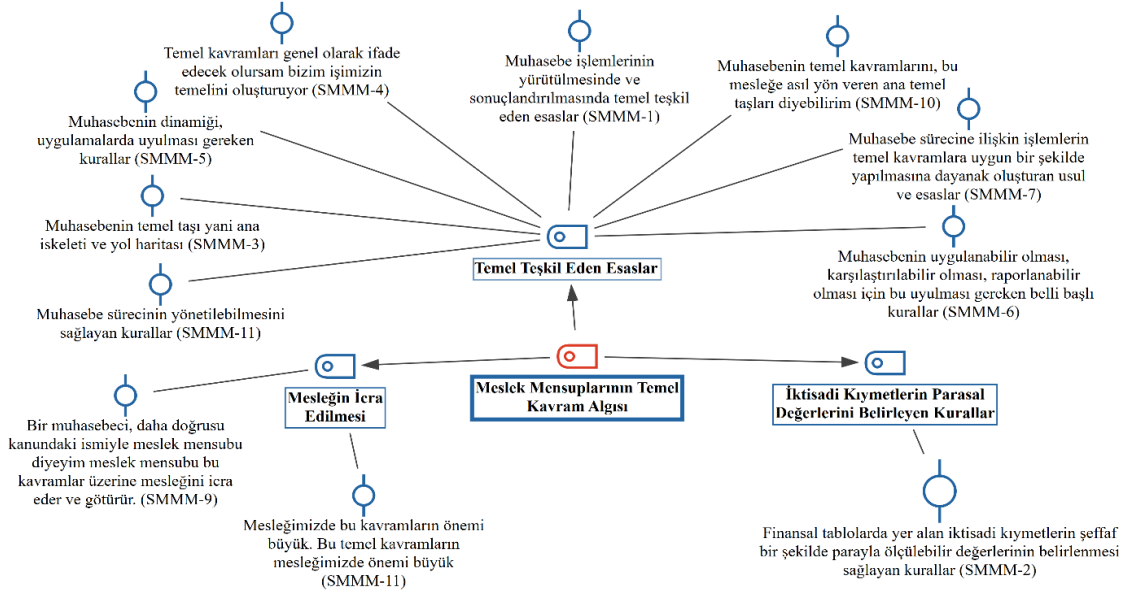 Temel kavramları genel olarak ifade
edecek olursam bizim işimizin
temelini oluşturuyor (SMMM-4)
Muhasebe işlemlerinin
yürütülmesinde ve
sonuçlandırılmasında temel teşkil
eden esaslar (SMMM-1)
Muhasebenin temel kavramlarını, bu
mesleğe asıl yön veren ana temel
taşları diyebilirim (SMMM-10)
Muhasebenin dinamiği,
uygulamalarda uyulması gereken
kurallar (SMMM-5)
Muhasebe sürecine ilişkin işlemlerin
temel kavramlara uygun bir şekilde
yapılmasına dayanak oluşturan usul
ve esaslar (SMMM-7)
Muhasebenin temel taşı yani ana
iskeleti ve yol haritası (SMMM-3)
Temel Teşkil Eden Esaslar
Muhasebenin uygulanabilir olması,
karşılaştırılabilir olması, raporlanabilir
olması için bu uyulması gereken belli başlı
kurallar (SMMM-6)
Muhasebe sürecinin yönetilebilmesini
sağlayan kurallar (SMMM-11)
Mesleğin İcra
Edilmesi
Meslek Mensuplarının Temel
Kavram Algısı
İktisadi Kıymetlerin Parasal
Değerlerini Belirleyen Kurallar
Bir muhasebeci, daha doğrusu
kanundaki ismiyle meslek mensubu
diyeyim meslek mensubu bu
kavramlar üzerine mesleğini icra
eder ve götürür. (SMMM-9)
Mesleğimizde bu kavramların önemi
büyük. Bu temel kavramların
mesleğimizde önemi büyük
(SMMM-11)
Finansal tablolarda yer alan iktisadi kıymetlerin şeffaf
bir şekilde parayla ölçülebilir değerlerinin belirlenmesi
sağlayan kurallar (SMMM-2)